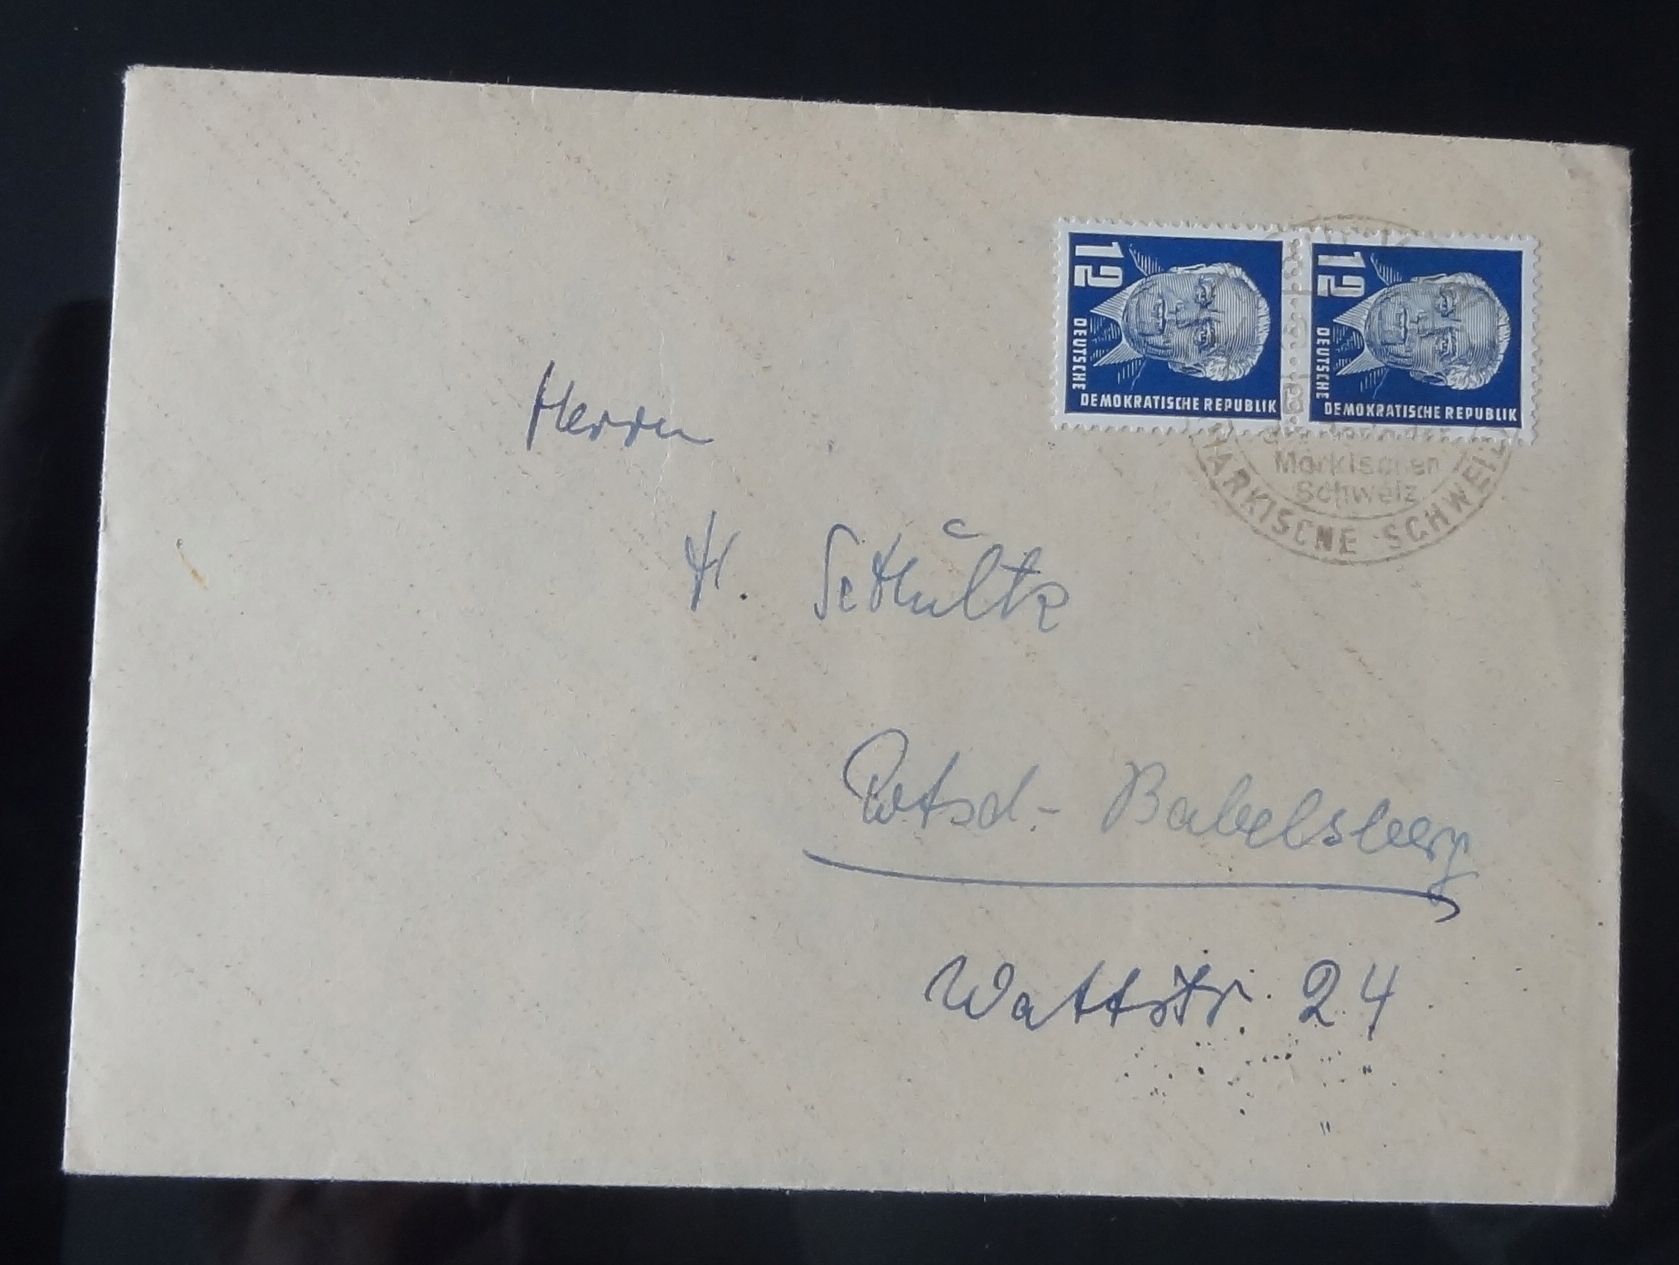 12
DEUTSCHE
DEMOKRATISCHE REPUBLIK
12
DEUTSCHE
DEMOKRATISCHE REPUBLIK
Märkischen
Schweiz
MÄRKISCHE SCHWEIZ
Herrn
H. Schultz
Potsd.- Babelsberg
Wattstr. 24